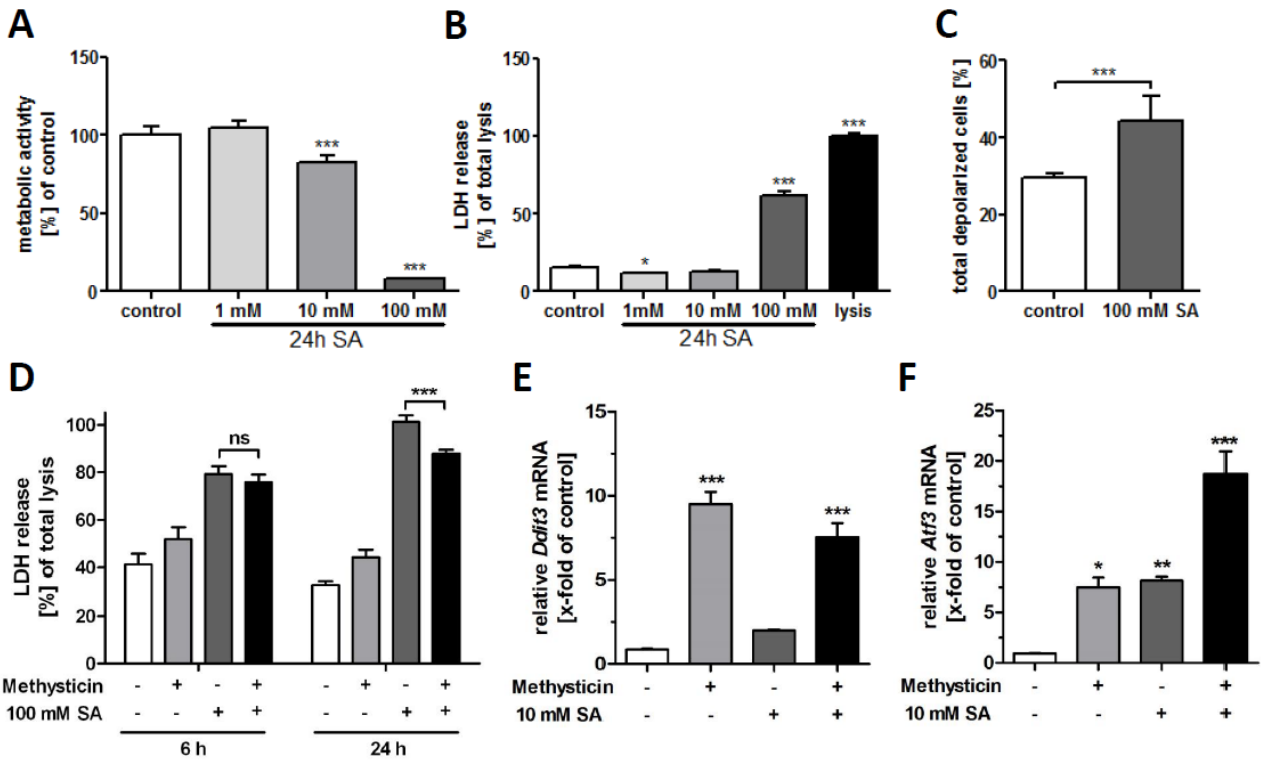 A
metabolic activity
[%] of control
150
100
50
0
***
***
control
1 mM
10 mM
100 mM
24h SA
B
LDH release
[%] of total lysis
150
100
50
0
*
***
***
control
1mM
10 mM
100 mM
lysis
24h SA
C
total depolarized cells [%]
60
40
20
0
***
control
100 mM SA
D
LDH release
[%] of total lysis
100
80
60
40
20
0
ns
***
Methysticin - + - + - + - +
100 mM SA - - + + - - + +
6 h
24 h
E
relative Ddit3 mRNA
[x-fold of control]
15
10
5
0
***
***
Methysticin - + - +
10 mM SA - - + +
F
relative Atf3 mRNA
[x-fold of control]
25
20
15
10
5
0
*
**
***
Methysticin - + - +
10 mM SA - - + +